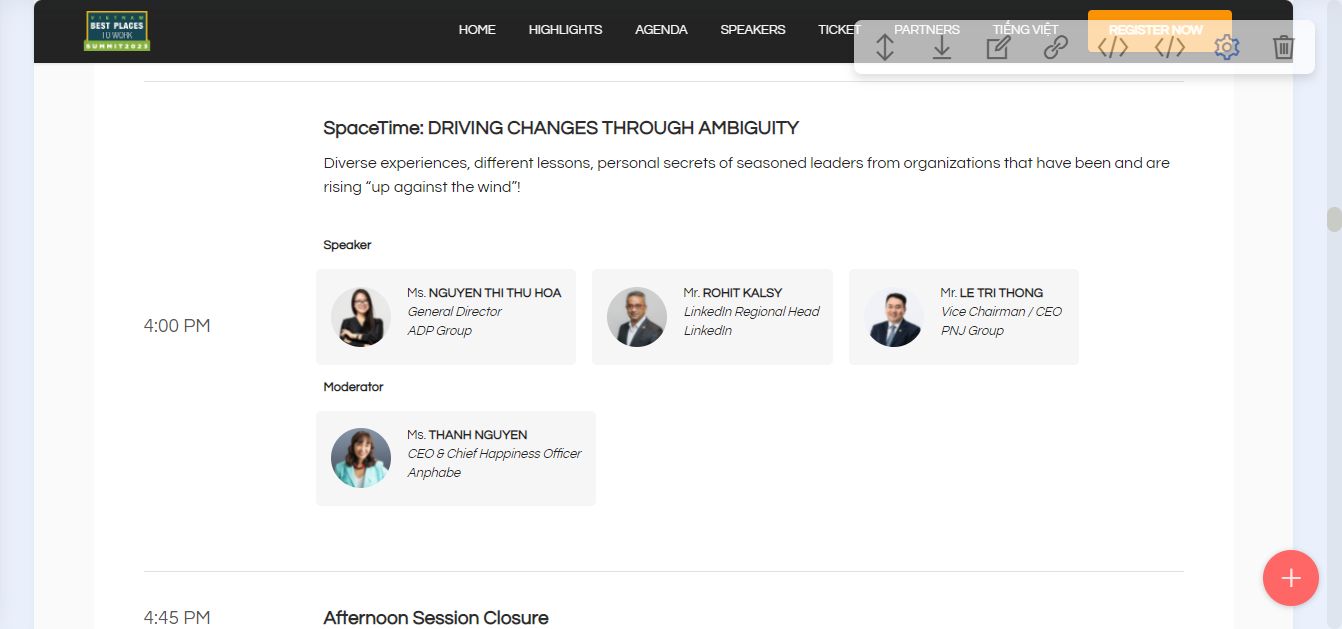 VIETNAM
BEST PLACES
TO WORK
SUMMIT2023
HOME
HIGHLIGHTS
AGENDA
SPEAKERS
TICKET
PARTNERS
TIẾNG VIỆT
REGISTER NOW
SpaceTime: DRIVING CHANGES THROUGH AMBIGUITY
Diverse experiences, different lessons, personal secrets of seasoned leaders from organizations that have been and are
rising “up against the wind”!
Speaker
4:00 PM
Ms. NGUYEN THI THU HOA
General Director
ADP Group
Mr. ROHIT KALSY
LinkedIn Regional Head
LinkedIn
Mr. LE TRI THONG
Vice Chairman / CEO
PNJ Group
Moderator
Ms. THANH NGUYEN
CEO & Chief Happiness Officer
Anphabe
4:45 PM
Afternoon Session Closure